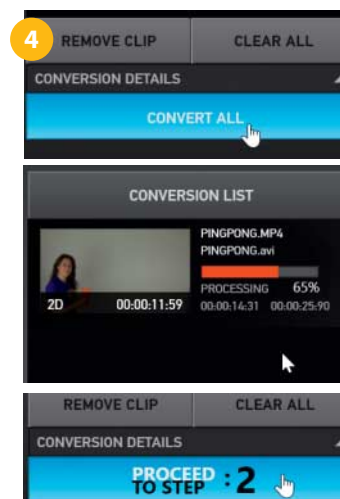 4
REMOVE CLIP CLEAR ALL
CONVERSION DETAILS
CONVERT ALL
CONVERSION LIST
PINGPONG.MP4
PINGPONG.avi
PROCESSING 65%
2D 00:00:11:59 00:00:14:31 00:00:25:90
REMOVE CLIP CLEAR ALL
CONVERSION DETAILS
PROCEED
TO STEP : 2